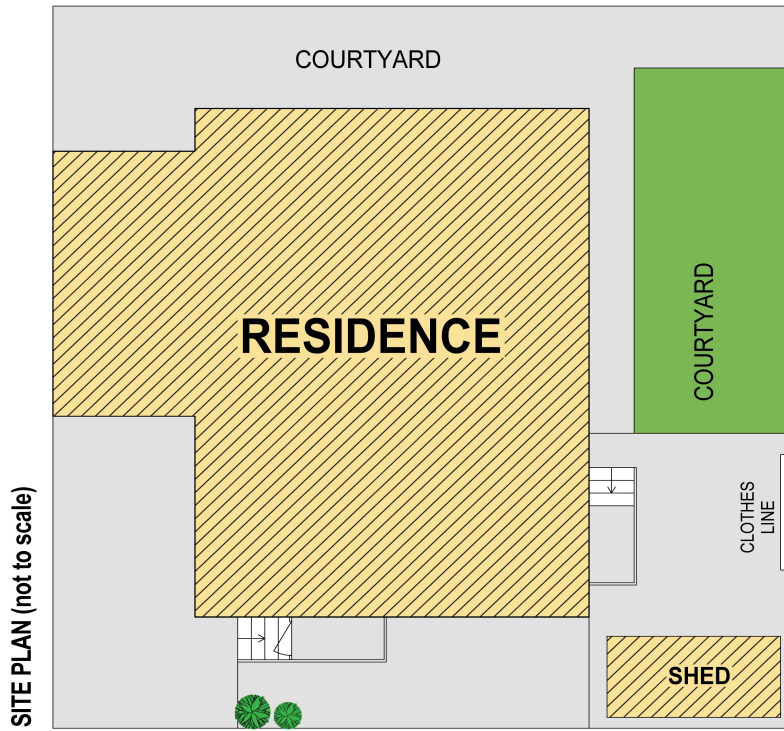 COURTYARD
COURTYARD
RESIDENCE
CLOTHES
LINE
SHED
SITE PLAN (not to scale)